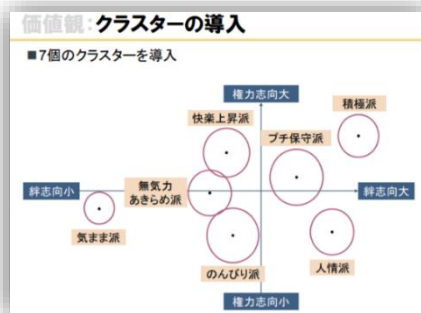 価値観:クラスターの導入
■7個のクラスターを導入
権力志向大
積極派
快楽上昇派
プチ保守派
無気力
あきらめ派
絆志向小
絆志向大
気まま派
のんびり派
人情派
権力志向小